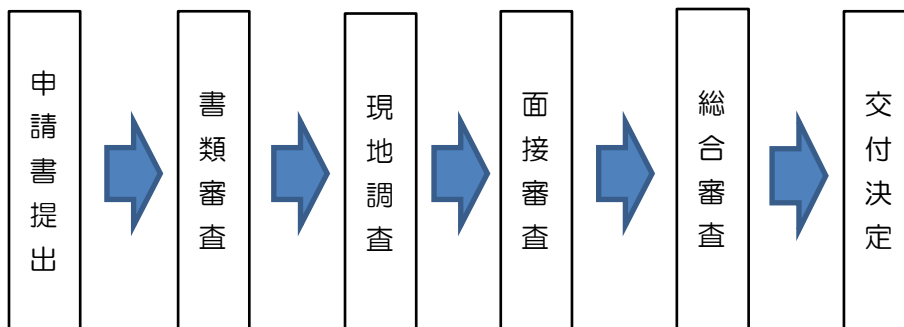 申請書提出
書類審査
現地調査
面接審査
総合審査
交付決定